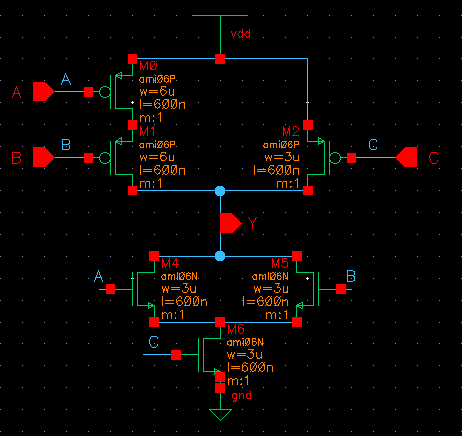 vdd
M0
A
A
ami06P
w=6u
l=600n
m:1
M1
B
B
ami06P
w=6u
l=600n
m:1
M2
C
C
ami06P
w=3u
l=600n
m:1
Y
M4
A
ami06N
w=3u
l=600n
m:1
M5
B
ami06N
w=3u
l=600n
m:1
M6
C
ami06N
w=3u
l=600n
m:1
gnd